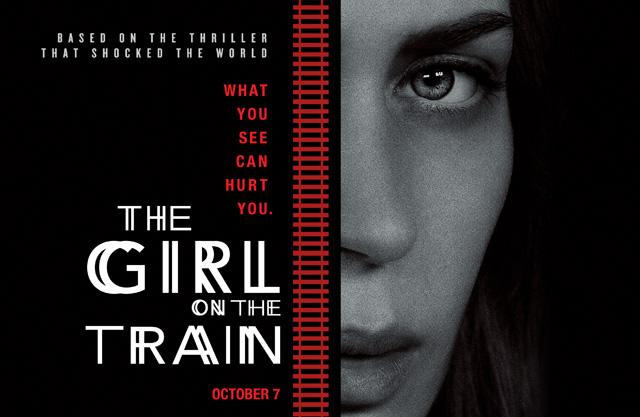 BASED ON THE THRILLER
THAT SHOCKED THE WORLD
WHAT
YOU
SEE
CAN
HURT
YOU.
THE
GIRL
ON THE
TRAIN
OCTOBER 7